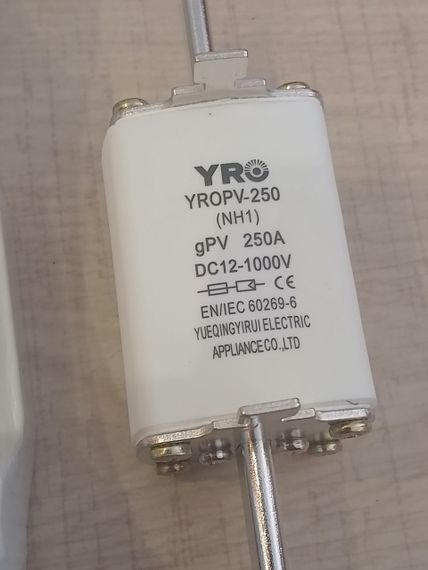 YRO
YROPV-250
(NH1)
gPV 250A
DC12-1000V
CE
EN/IEC 60269-6
YUEQINGYIRUI ELECTRIC
APPLIANCE CO.,LTD